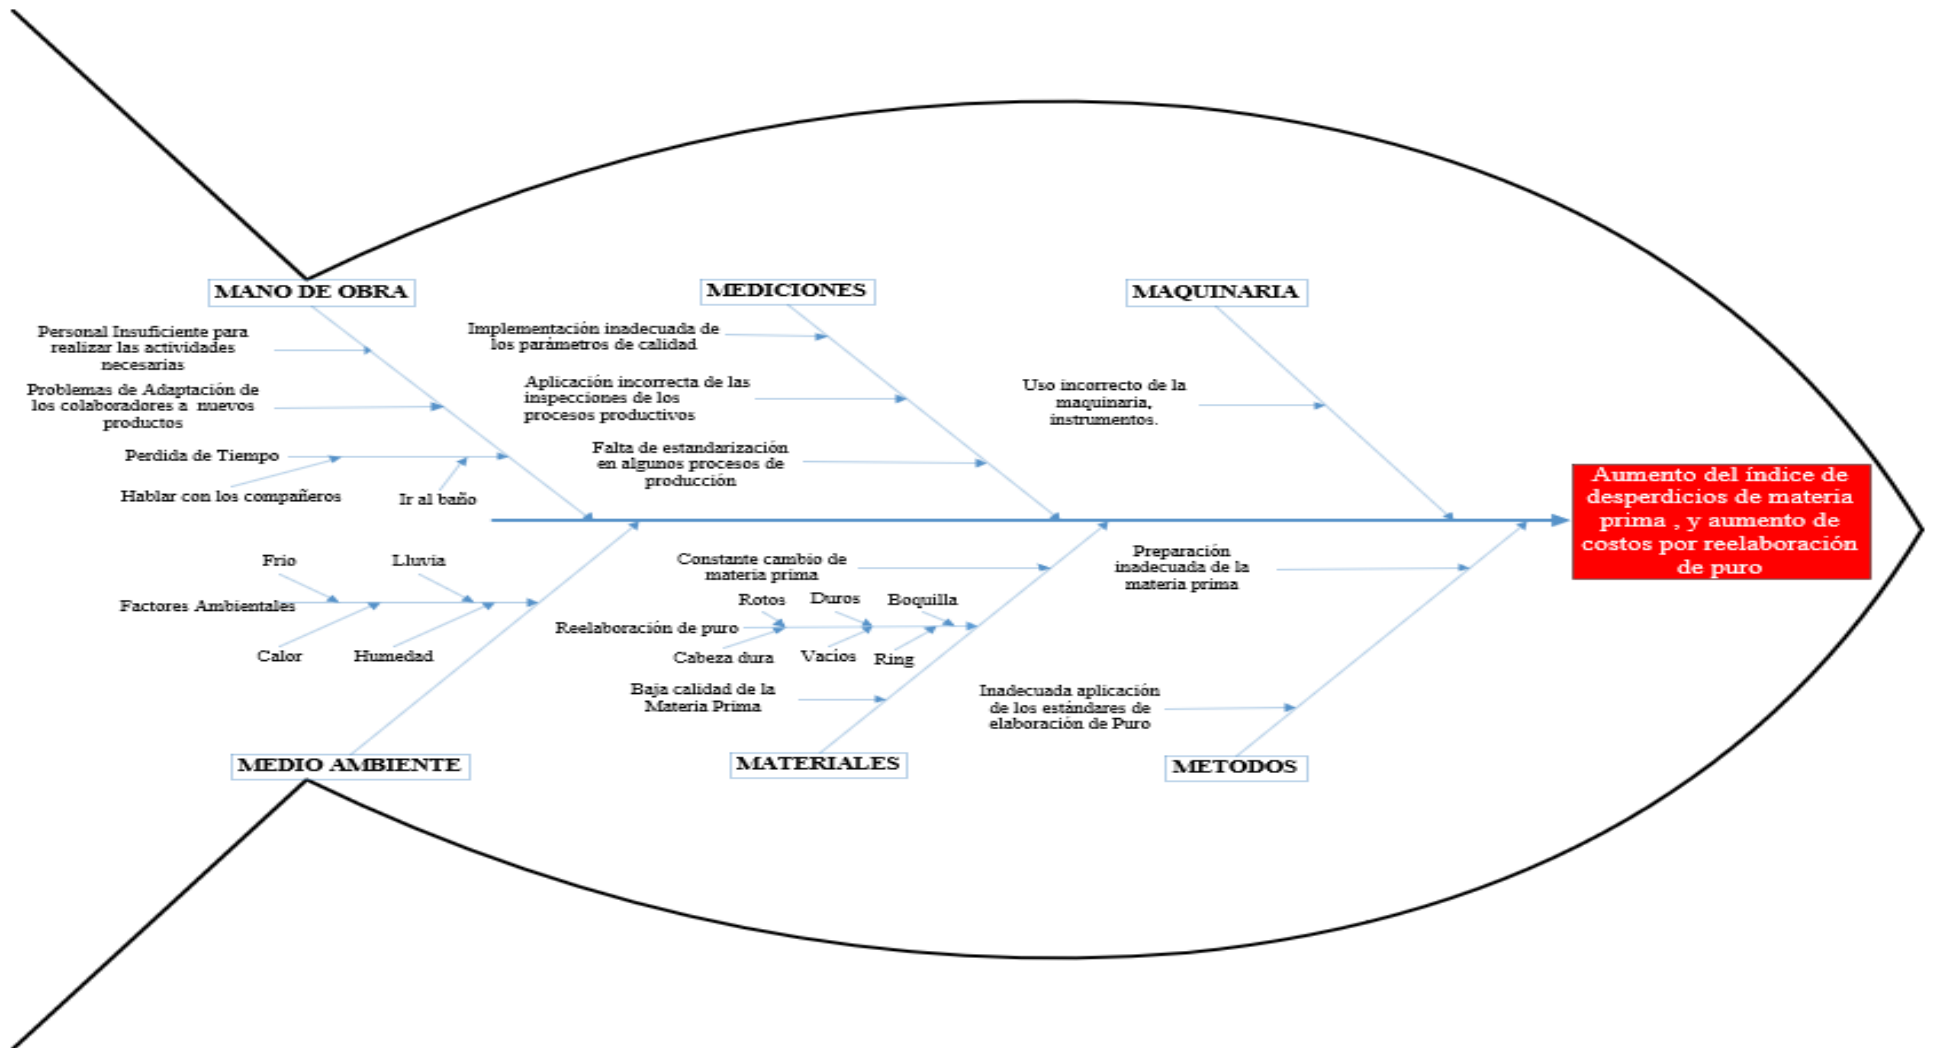 MANO DE OBRA
Personal Insuficiente para
realizar las actividades
necesarias
Problemas de Adaptación de
los colaboradores a nuevos
productos
Perdida de Tiempo
Hablar con los compañeros
Ir al baño
MEDICIONES
Implementación inadecuada de
los parámetros de calidad
Aplicación incorrecta de las
inspecciones de los
procesos productivos
Falta de estandarización
en algunos procesos de
producción
MAQUINARIA
Uso incorrecto de la
maquinaria,
instrumentos.
Aumento del índice de
desperdicios de materia
prima , y aumento de
costos por reelaboración
de puro
Frio
Lluvia
Factores Ambientales
Calor
Humedad
MEDIO AMBIENTE
Constante cambio de
materia prima
Rotos
Duros
Boquilla
Reelaboración de puro
Cabeza dura
Vacios
Ring
Baja calidad de la
Materia Prima
MATERIALES
Preparación
inadecuada de la
materia prima
Inadecuada aplicación
de los estándares de
elaboración de Puro
METODOS